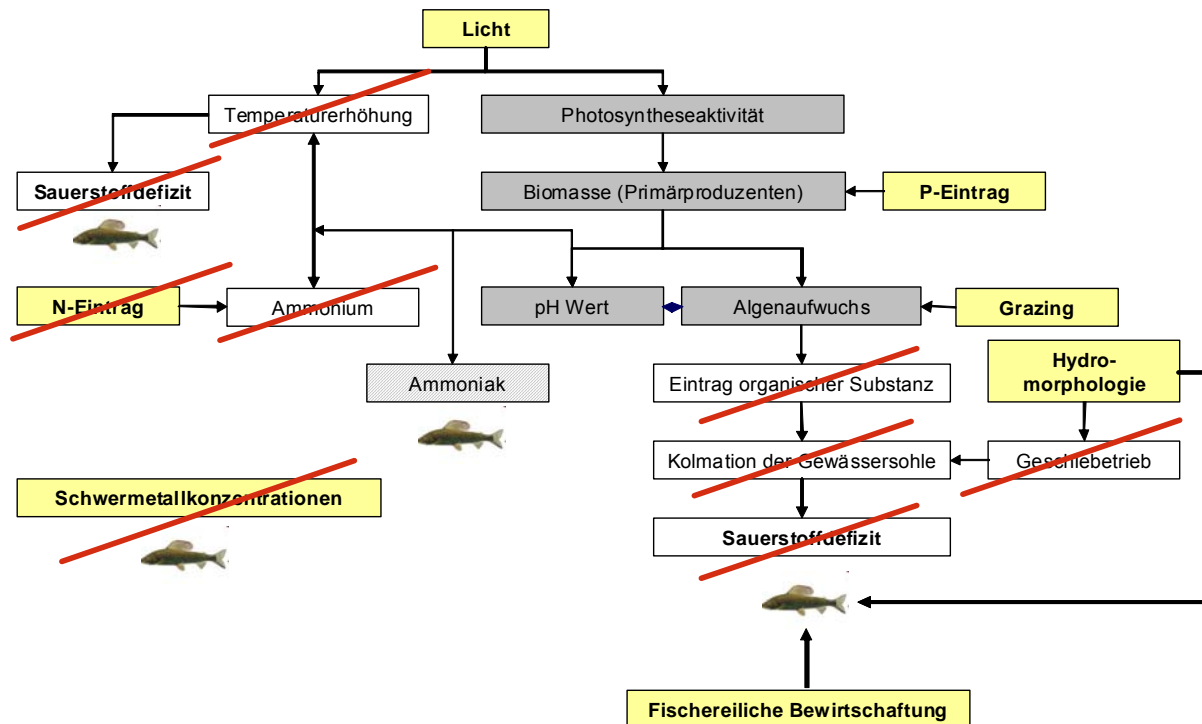 Licht
Temperaturerhöhung
Photosyntheseaktivität
Sauerstoffdefizit
Biomasse (Primärproduzenten)
P-Eintrag
N-Eintrag
Ammonium
pH Wert
Algenaufwuchs
Grazing
Ammoniak
Eintrag organischer Substanz
Hydro-
morphologie
Kolmation der Gewässersohle
Geschiebetrieb
Schwermetallkonzentrationen
Sauerstoffdefizit
Fischereiliche Bewirtschaftung